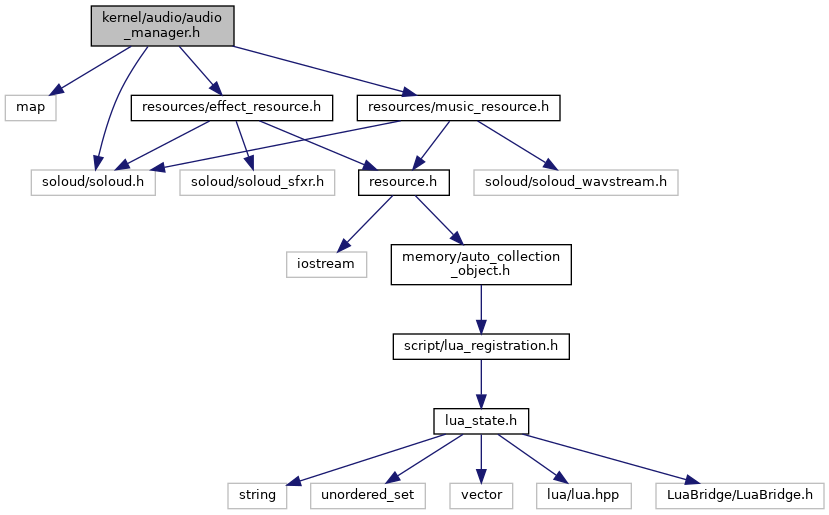 kernel/audio/audio
_manager.h
map
resources/effect_resource.h
resources/music_resource.h
soloud/soloud.h
soloud/soloud_sfxr.h
resource.h
soloud/soloud_wavstream.h
iostream
memory/auto_collection
_object.h
script/lua_registration.h
lua_state.h
string
unordered_set
vector
lua/lua.hpp
LuaBridge/LuaBridge.h